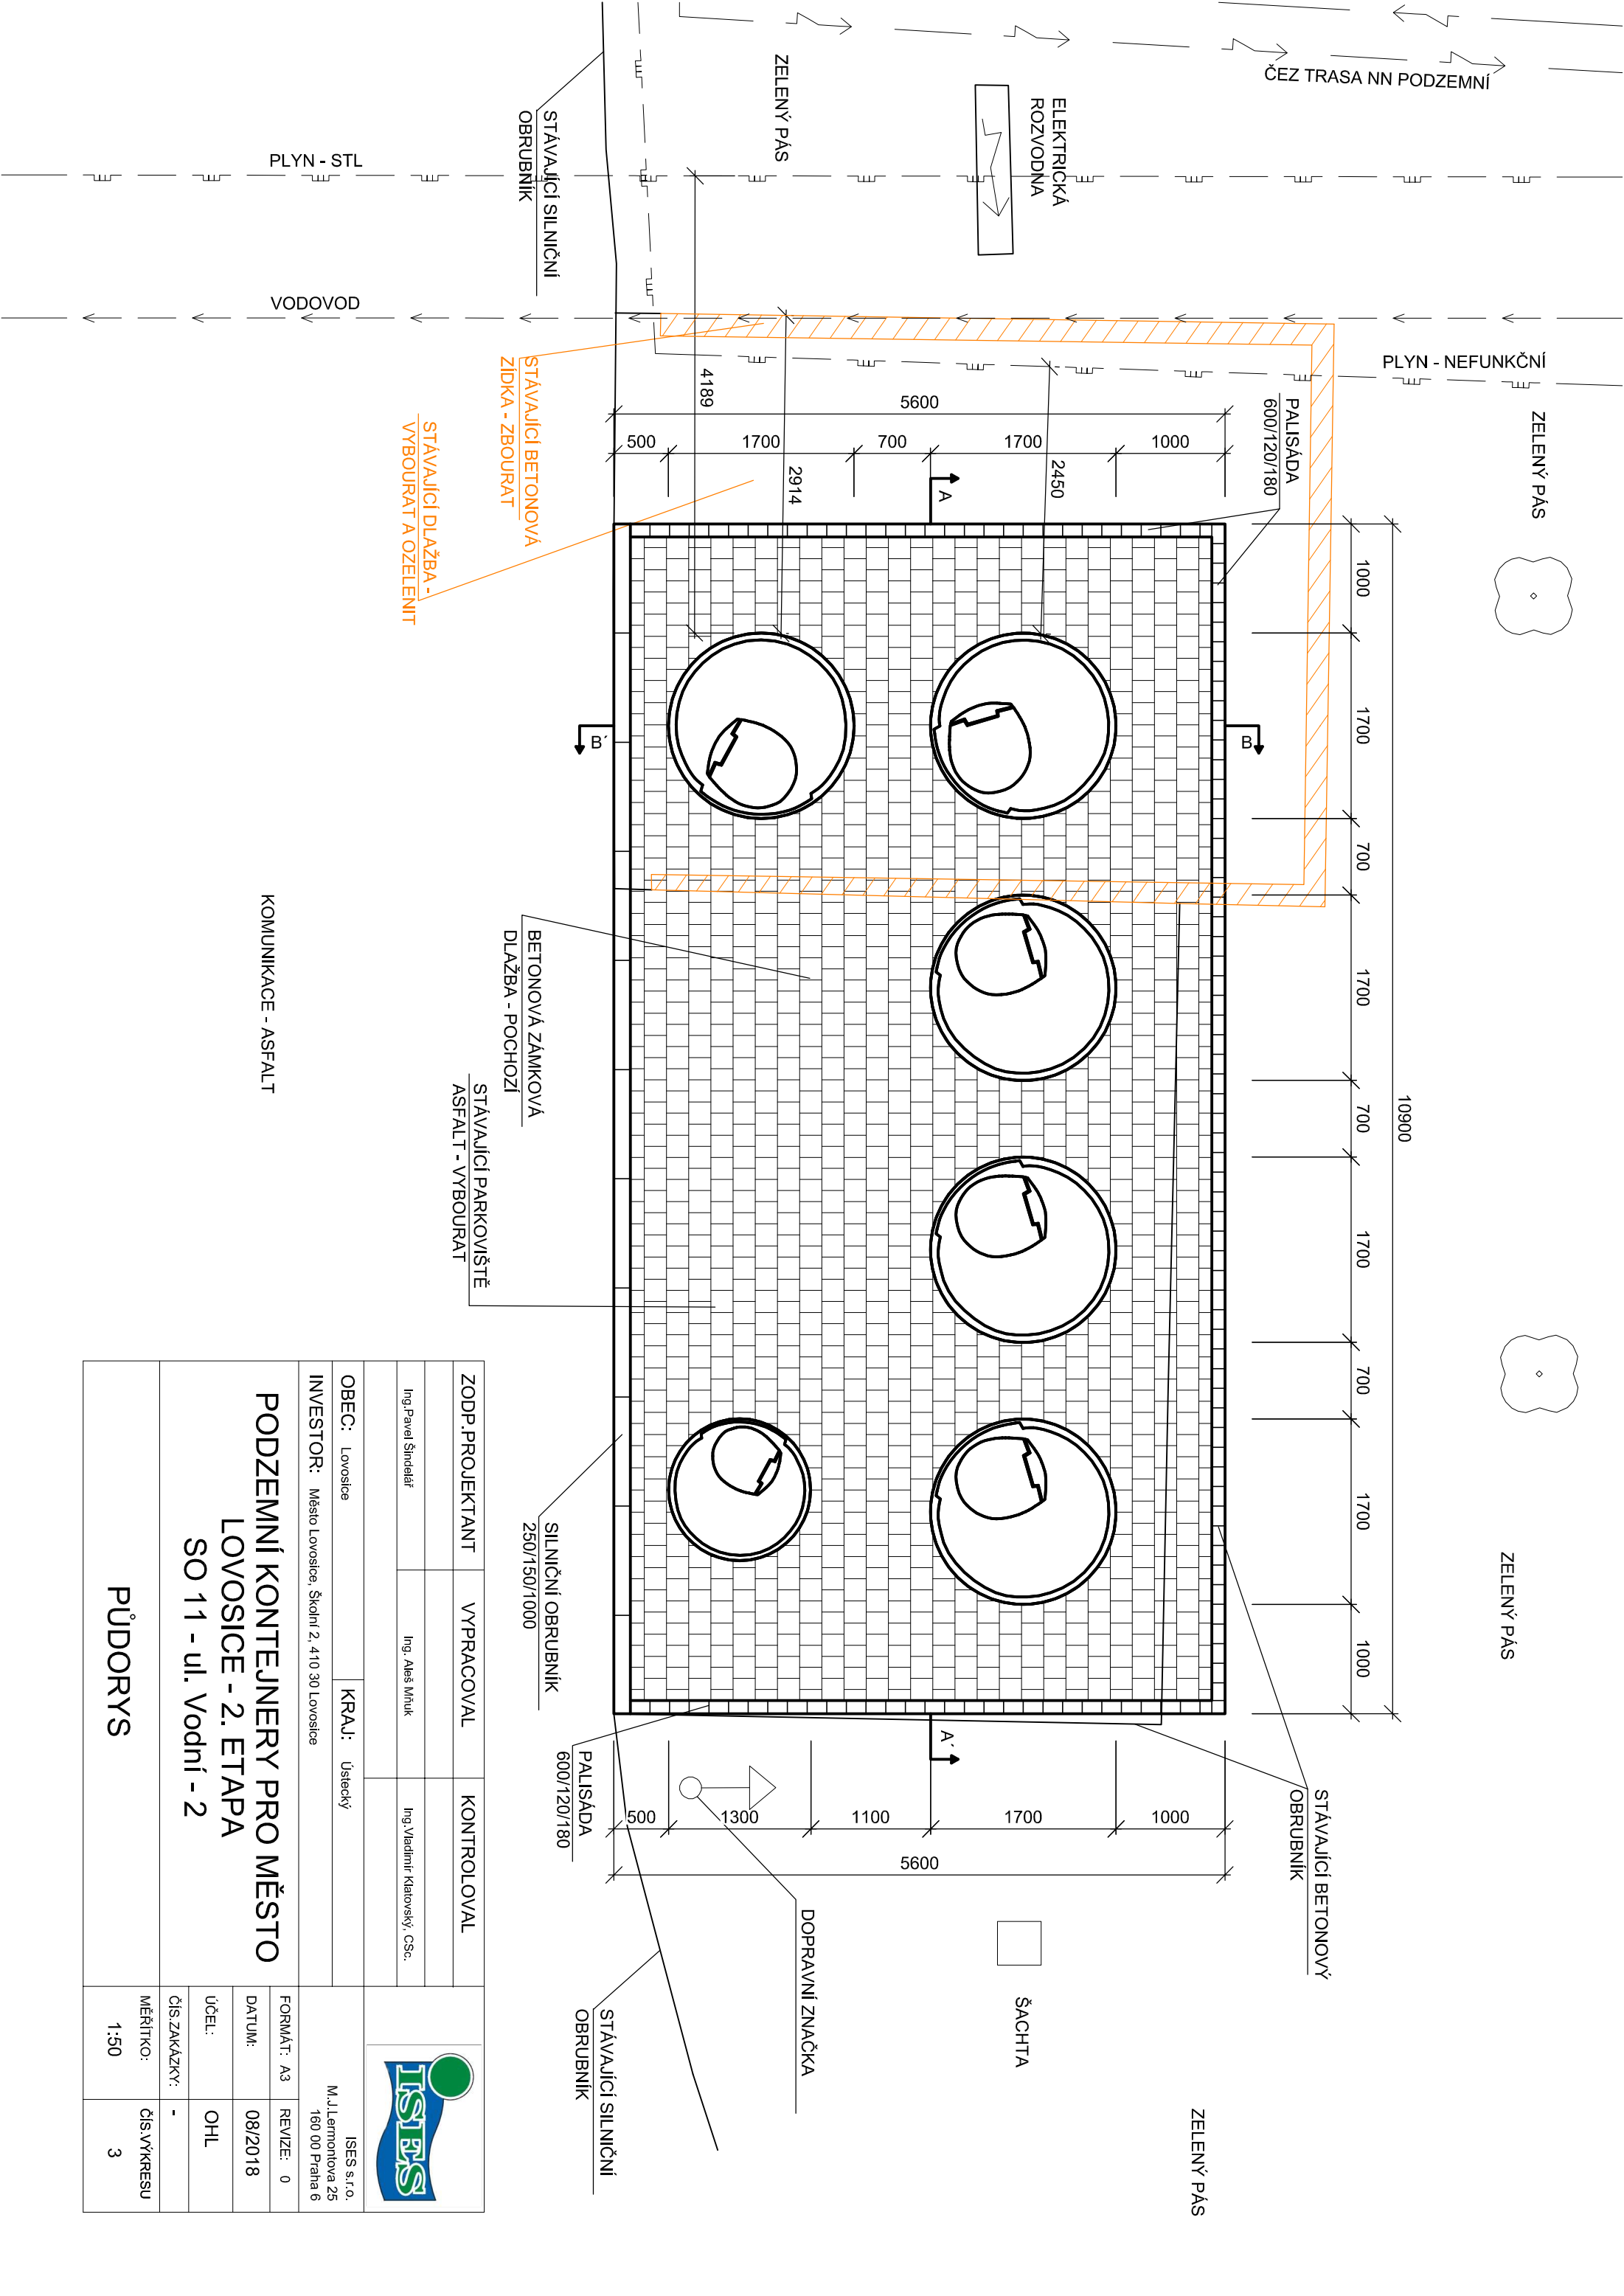 ČEZ TRASA NN PODZEMNÍ
ZELENÝ PÁS
ELEKTRICKÁ
ROZVODNA
STÁVAJÍCÍ SILNIČNÍ
OBRUBNÍK
PLYN - STL
VODOVOD
PLYN - NEFUNKČNÍ
ZELENÝ PÁS
STÁVAJÍCÍ BETONOVÁ
ZÍDKA - ZBOURAT
STÁVAJÍCÍ DLAŽBA -
VYBOURAT A OZELENIT
4189
2914
2450
5600
500
1700
700
1700
1000
PALISÁDA
600/120/180
A
B
B´
A´
1000
1700
700
1700
700
1700
700
1700
1000
10900
KOMUNIKACE - ASFALT
BETONOVÁ ZÁMKOVÁ
DLAŽBA - POCHOZÍ
STÁVAJÍCÍ PARKOVIŠTĚ
ASFALT - VYBOURAT
SILNIČNÍ OBRUBNÍK
250/150/1000
PALISÁDA
600/120/180
ZELENÝ PÁS
STÁVAJÍCÍ BETONOVÝ
OBRUBNÍK
500
1300
1100
1700
1000
5600
DOPRAVNÍ ZNAČKA
ŠACHTA
STÁVAJÍCÍ SILNIČNÍ
OBRUBNÍK
ZELENÝ PÁS
ZODP.PROJEKTANT
VYPRACOVAL
KONTROLOVAL
Ing.Pavel Šindelář
Ing. Aleš Mňuk
Ing.Vladimír Klatovský, CSc.
OBEC: Lovosice
KRAJ: Ústecký
INVESTOR: Město Lovosice, Školní 2, 410 30 Lovosice
PODZEMNÍ KONTEJNERY PRO MĚSTO
LOVOSICE - 2. ETAPA
SO 11 - ul. Vodní - 2
PŮDORYS
ISES
ISES s.r.o.
M.J.Lermontova 25
160 00 Praha 6
FORMÁT: A3
REVIZE: 0
DATUM: 08/2018
ÚČEL: OHL
ČÍS.ZAKÁZKY: -
MĚŘÍTKO: 1:50
ČÍS.VÝKRESU 3